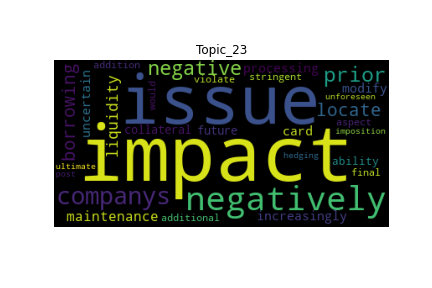 Topic_23
addition
negative
processing
violate
stringent
prior
borrowing
uncertain
liquidity
would
issue
modify
unforeseen
locate
collateral
future
card
aspect
imposition
impact
hedging
ability
ultimate
post
final
companys
negatively
maintenance
additional
increasingly